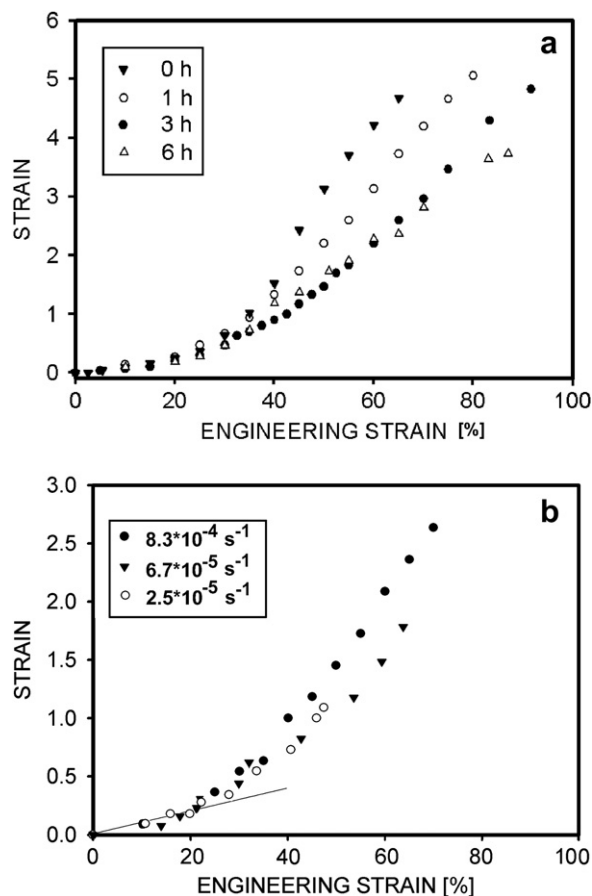 6
5
4
3
2
1
0
STRAIN
a
0 h
1 h
3 h
6 h
0 20 40 60 80 100
ENGINEERING STRAIN [%]
3.0
2.5
2.0
1.5
1.0
0.5
0.0
STRAIN
b
8.3*10⁻⁴ s⁻¹
6.7*10⁻⁵ s⁻¹
2.5*10⁻⁵ s⁻¹
0 20 40 60 80 100
ENGINEERING STRAIN [%]